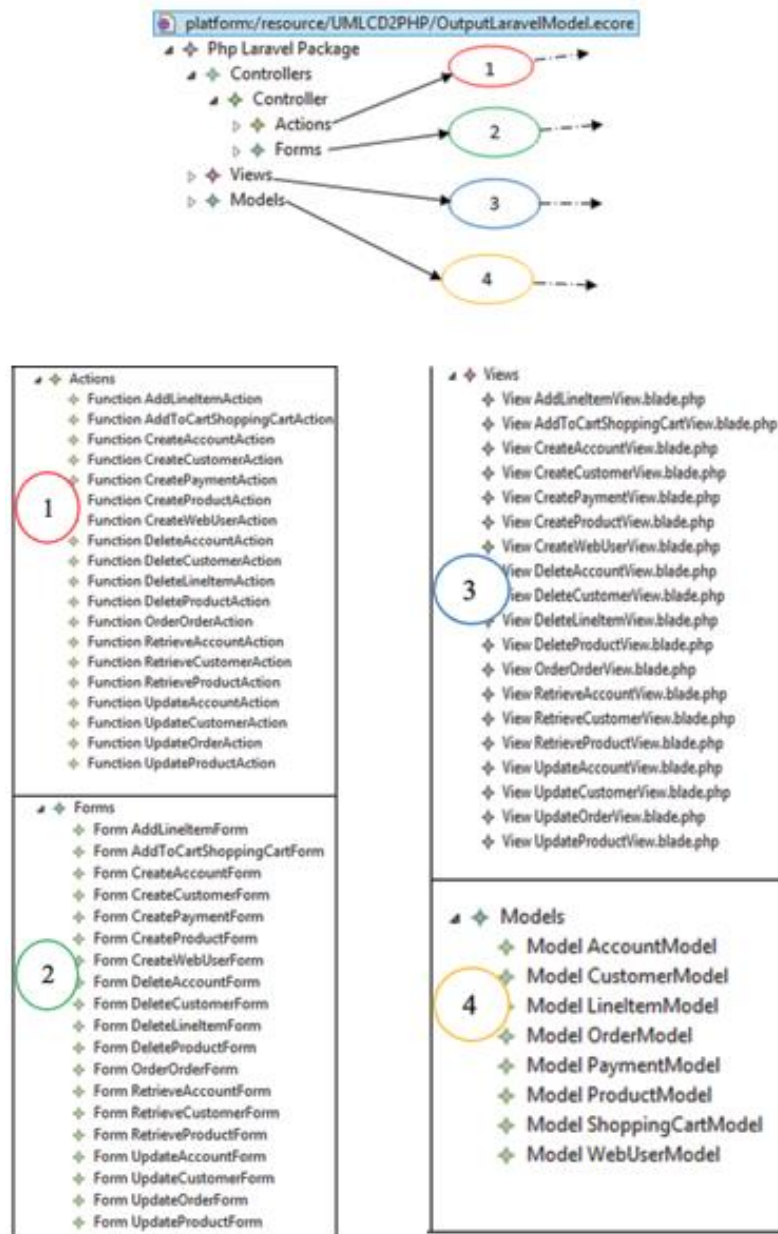 platform:/resource/UMLCD2PHP/OutputLaravelModel.ecore
Php Laravel Package
Controllers
Controller
Actions
Forms
Views
Models
1
2
3
4
Actions
Function AddLineItemAction
Function AddToCartShoppingCartAction
Function CreateAccountAction
Function CreateCustomerAction
Function CreatePaymentAction
Function CreateProductAction
Function CreateWebUserAction
Function DeleteAccountAction
Function DeleteCustomerAction
Function DeleteLineItemAction
Function DeleteProductAction
Function OrderOrderAction
Function RetrieveAccountAction
Function RetrieveCustomerAction
Function RetrieveProductAction
Function UpdateAccountAction
Function UpdateCustomerAction
Function UpdateOrderAction
Function UpdateProductAction
1
Forms
Form AddLineItemForm
Form AddToCartShoppingCartForm
Form CreateAccountForm
Form CreateCustomerForm
Form CreatePaymentForm
Form CreateProductForm
Form CreateWebUserForm
Form DeleteAccountForm
Form DeleteCustomerForm
Form DeleteLineItemForm
Form DeleteProductForm
Form OrderOrderForm
Form RetrieveAccountForm
Form RetrieveCustomerForm
Form RetrieveProductForm
Form UpdateAccountForm
Form UpdateCustomerForm
Form UpdateOrderForm
Form UpdateProductForm
2
Views
View AddLineItemView.blade.php
View AddToCartShoppingCartView.blade.php
View CreateAccountView.blade.php
View CreateCustomerView.blade.php
View CreatePaymentView.blade.php
View CreateProductView.blade.php
View CreateWebUserView.blade.php
View DeleteAccountView.blade.php
View DeleteCustomerView.blade.php
View DeleteLineItemView.blade.php
View DeleteProductView.blade.php
View OrderOrderView.blade.php
View RetrieveAccountView.blade.php
View RetrieveCustomerView.blade.php
View RetrieveProductView.blade.php
View UpdateAccountView.blade.php
View UpdateCustomerView.blade.php
View UpdateOrderView.blade.php
View UpdateProductView.blade.php
3
Models
Model AccountModel
Model CustomerModel
Model LineItemModel
Model OrderModel
Model PaymentModel
Model ProductModel
Model ShoppingCartModel
Model WebUserModel
4